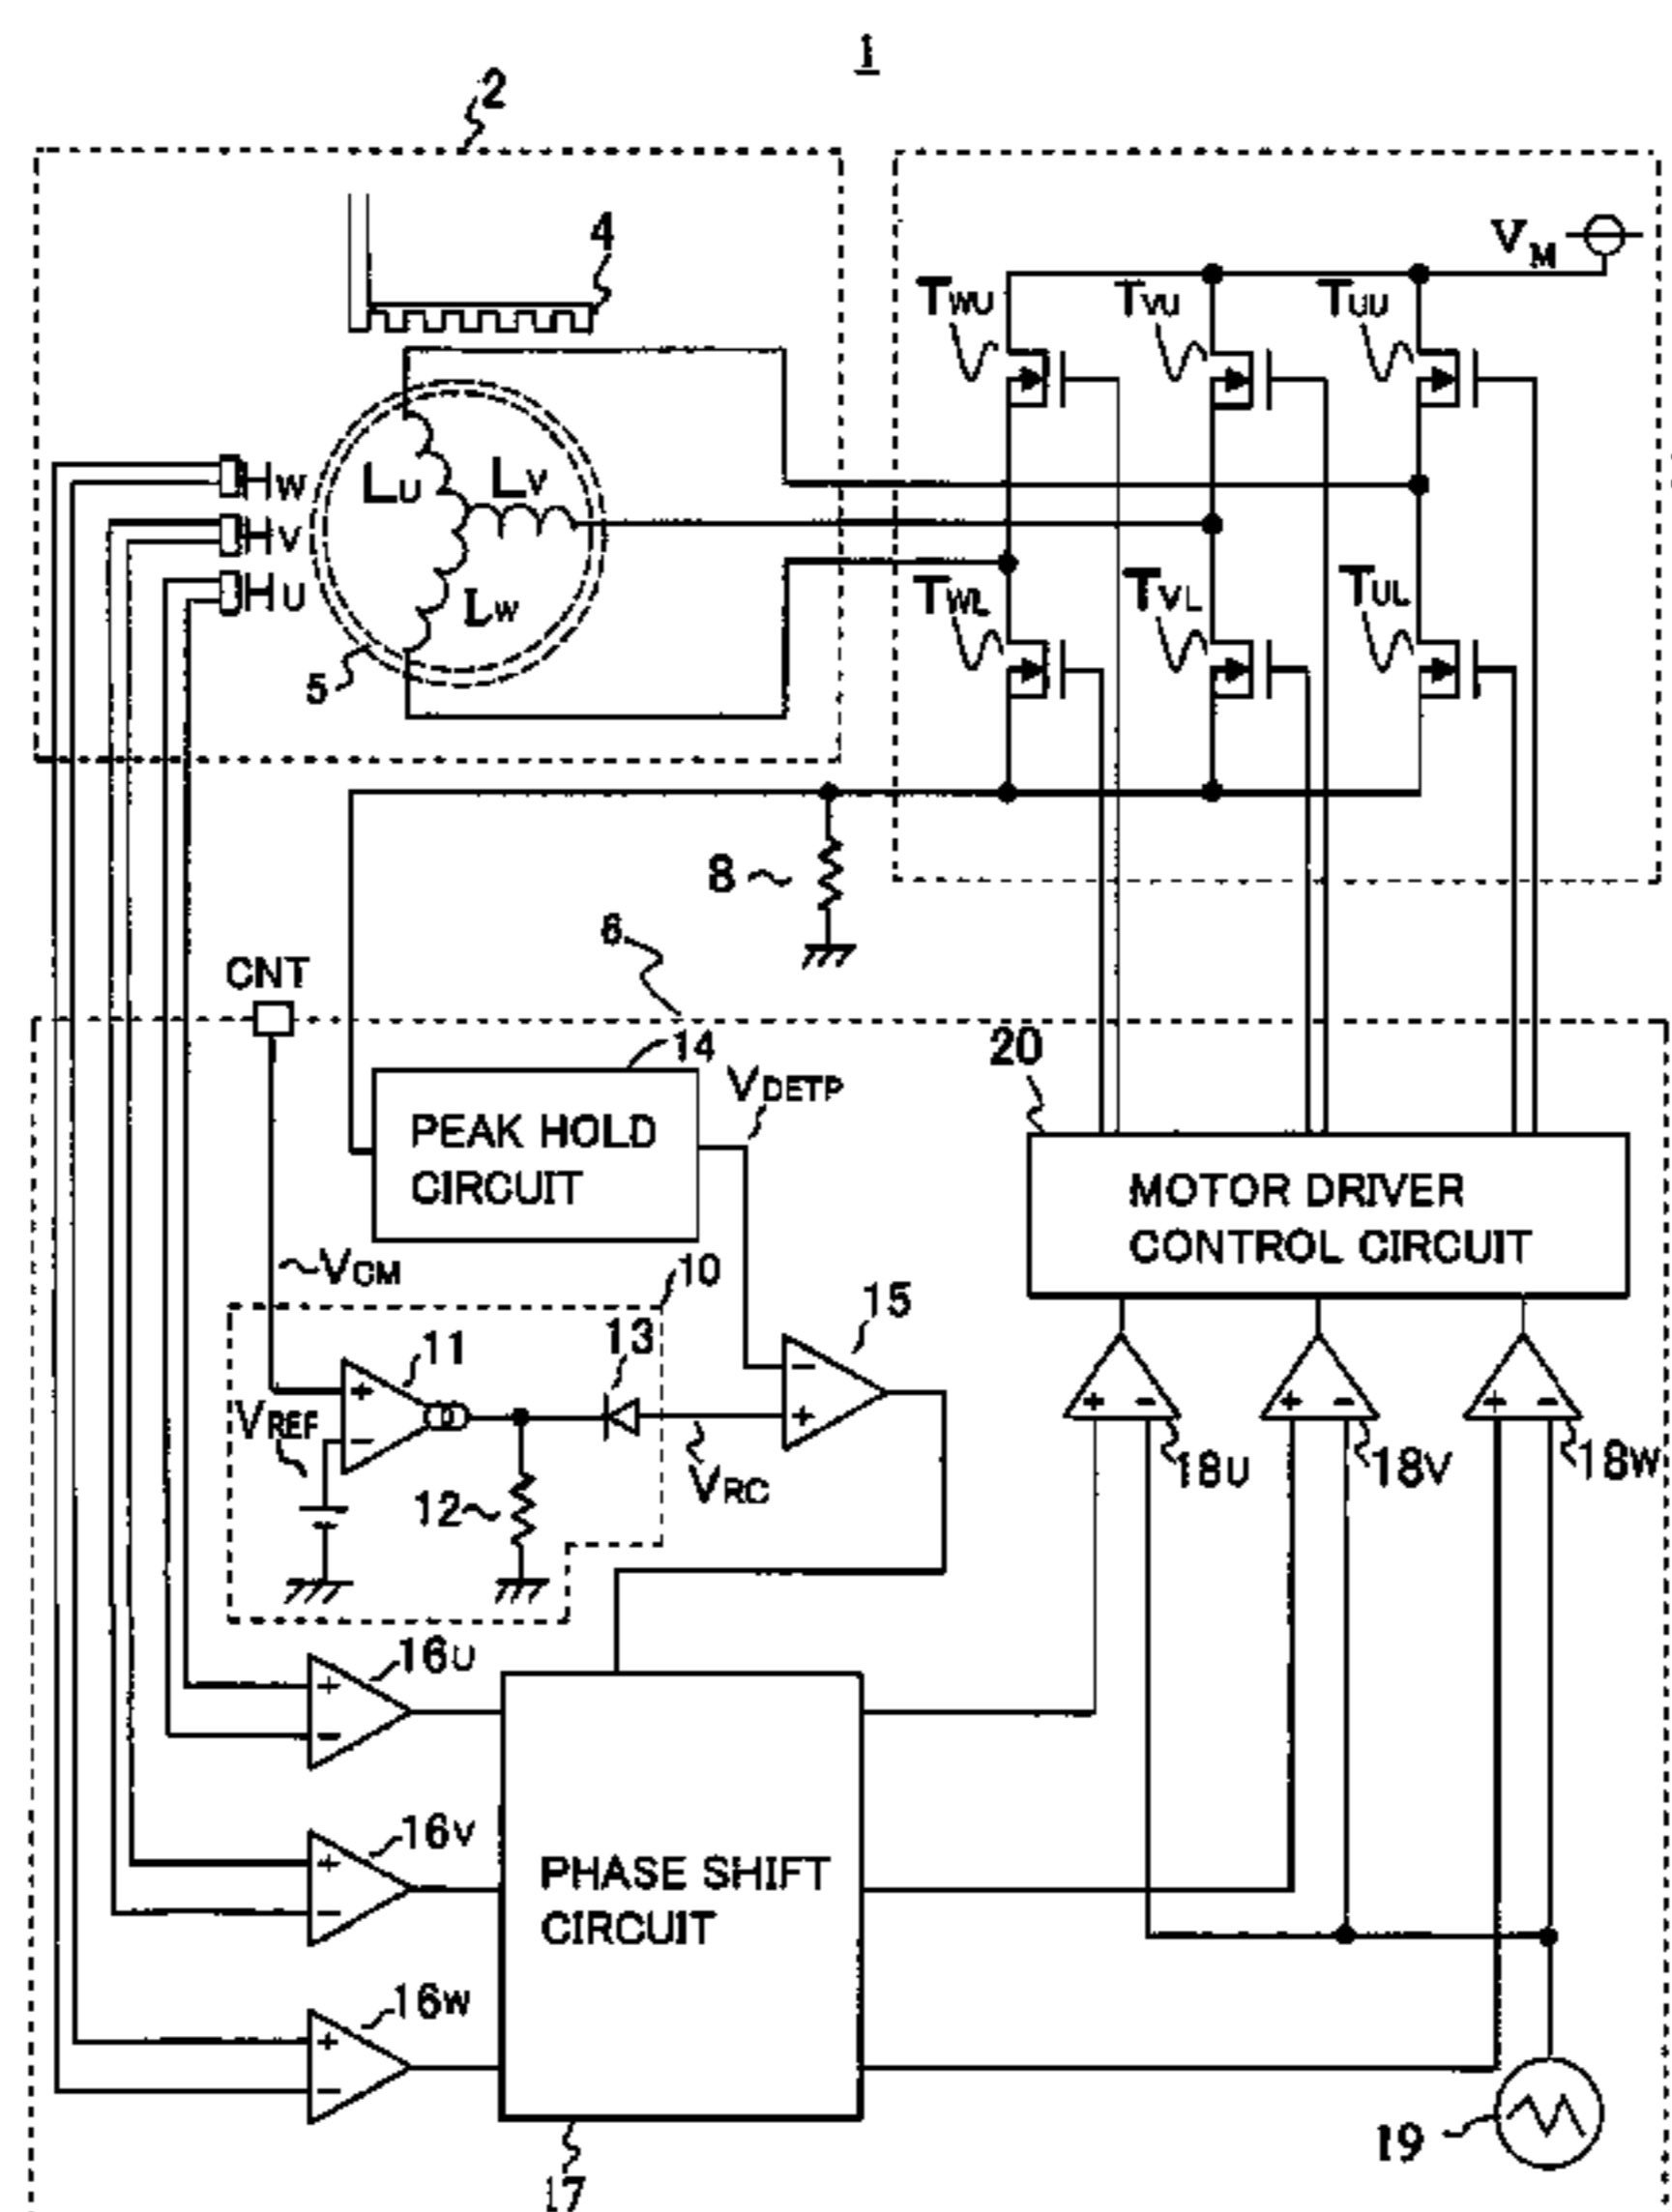 1
2
4
VM
TWU
TVU
TUU
HW
HV
HU
LU
LV
LW
TWL
TVL
TUL
5
8
6
CNT
14
VDETP
20
PEAK HOLD
CIRCUIT
MOTOR DRIVER
CONTROL CIRCUIT
VCM
10
15
11
13
+
-
VREF
12
VRC
-
+
+ -
+ -
+ -
18U
18V
18W
16U
+
-
16V
+
-
PHASE SHIFT
CIRCUIT
16W
+
-
19
17